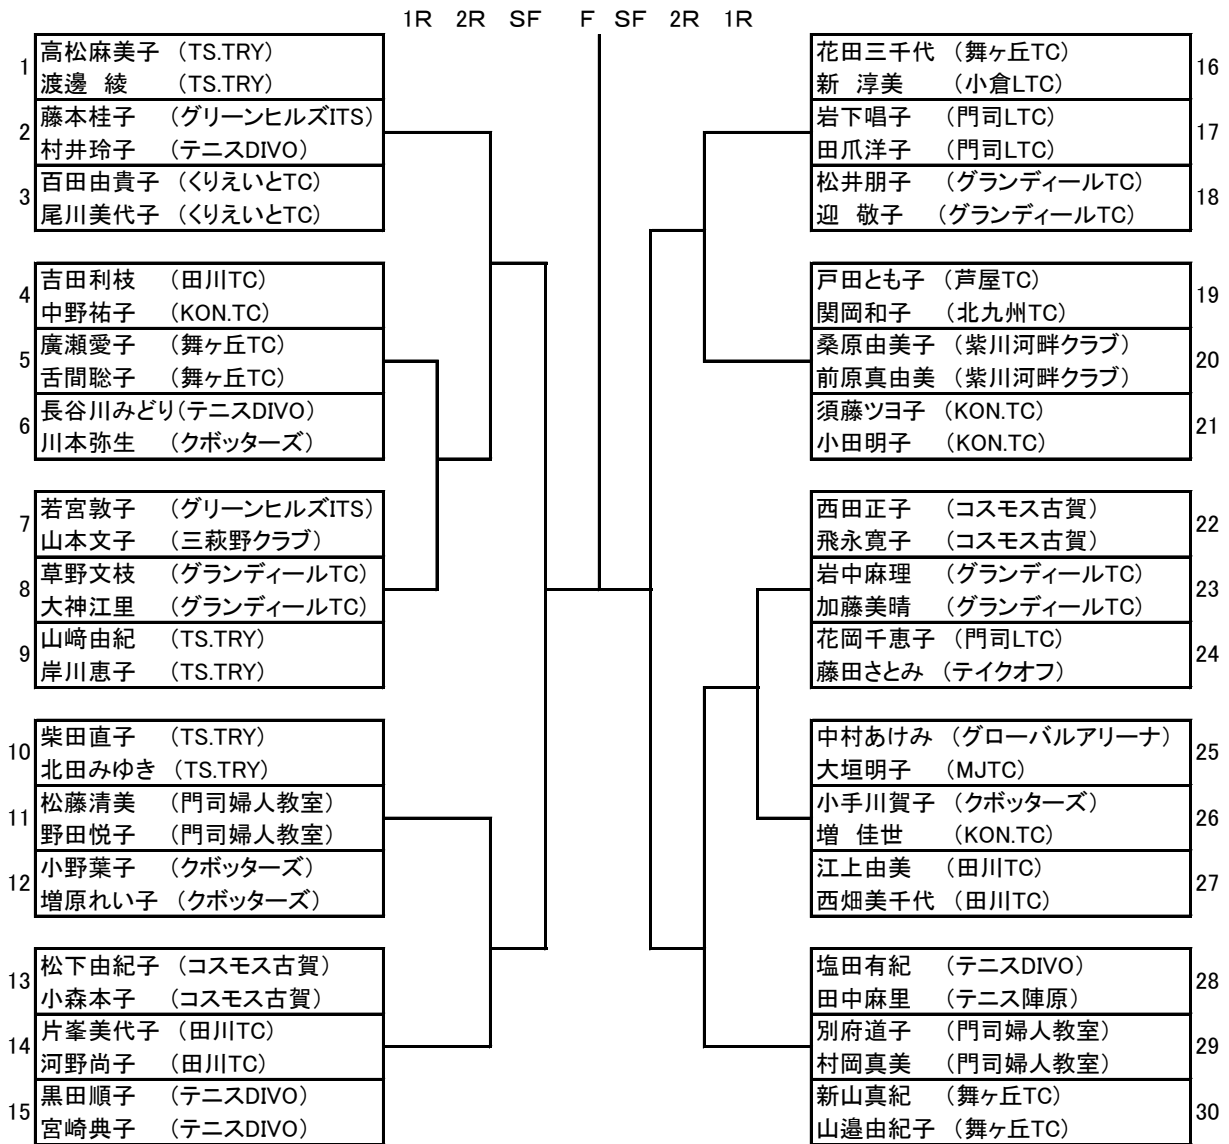 1R 2R SF F SF 2R 1R
1
高松麻美子 （TS.TRY）
渡邊 綾 （TS.TRY）
2
藤本桂子 （グリーンヒルズITS）
村井玲子 （テニスDIVO）
3
百田由貴子 （くりえいとTC）
尾川美代子 （くりえいとTC）
4
吉田利枝 （田川TC）
中野祐子 （KON.TC）
5
廣瀬愛子 （舞ヶ丘TC）
舌間聡子 （舞ヶ丘TC）
6
長谷川みどり（テニスDIVO）
川本弥生 （クボッターズ）
7
若宮敦子 （グリーンヒルズITS）
山本文子 （三萩野クラブ）
8
草野文枝 （グランディールTC）
大神江里 （グランディールTC）
9
山﨑由紀 （TS.TRY）
岸川恵子 （TS.TRY）
10
柴田直子 （TS.TRY）
北田みゆき （TS.TRY）
11
松藤清美 （門司婦人教室）
野田悦子 （門司婦人教室）
12
小野葉子 （クボッターズ）
増原れい子 （クボッターズ）
13
松下由紀子 （コスモス古賀）
小森本子 （コスモス古賀）
14
片峯美代子 （田川TC）
河野尚子 （田川TC）
15
黒田順子 （テニスDIVO）
宮崎典子 （テニスDIVO）
花田三千代 （舞ヶ丘TC）
新 淳美 （小倉LTC）
16
岩下唱子 （門司LTC）
田爪洋子 （門司LTC）
17
松井朋子 （グランディールTC）
迎 敬子 （グランディールTC）
18
戸田とも子 （芦屋TC）
関岡和子 （北九州TC）
19
桑原由美子 （紫川河畔クラブ）
前原真由美 （紫川河畔クラブ）
20
須藤ツヨ子 （KON.TC）
小田明子 （KON.TC）
21
西田正子 （コスモス古賀）
飛永寛子 （コスモス古賀）
22
岩中麻理 （グランディールTC）
加藤美晴 （グランディールTC）
23
花岡千恵子 （門司LTC）
藤田さとみ （テイクオフ）
24
中村あけみ （グローバルアリーナ）
大垣明子 （MJTC）
25
小手川賀子 （クボッターズ）
増 佳世 （KON.TC）
26
江上由美 （田川TC）
西畑美千代 （田川TC）
27
塩田有紀 （テニスDIVO）
田中麻里 （テニス陣原）
28
別府道子 （門司婦人教室）
村岡真美 （門司婦人教室）
29
新山真紀 （舞ヶ丘TC）
山邉由紀子 （舞ヶ丘TC）
30